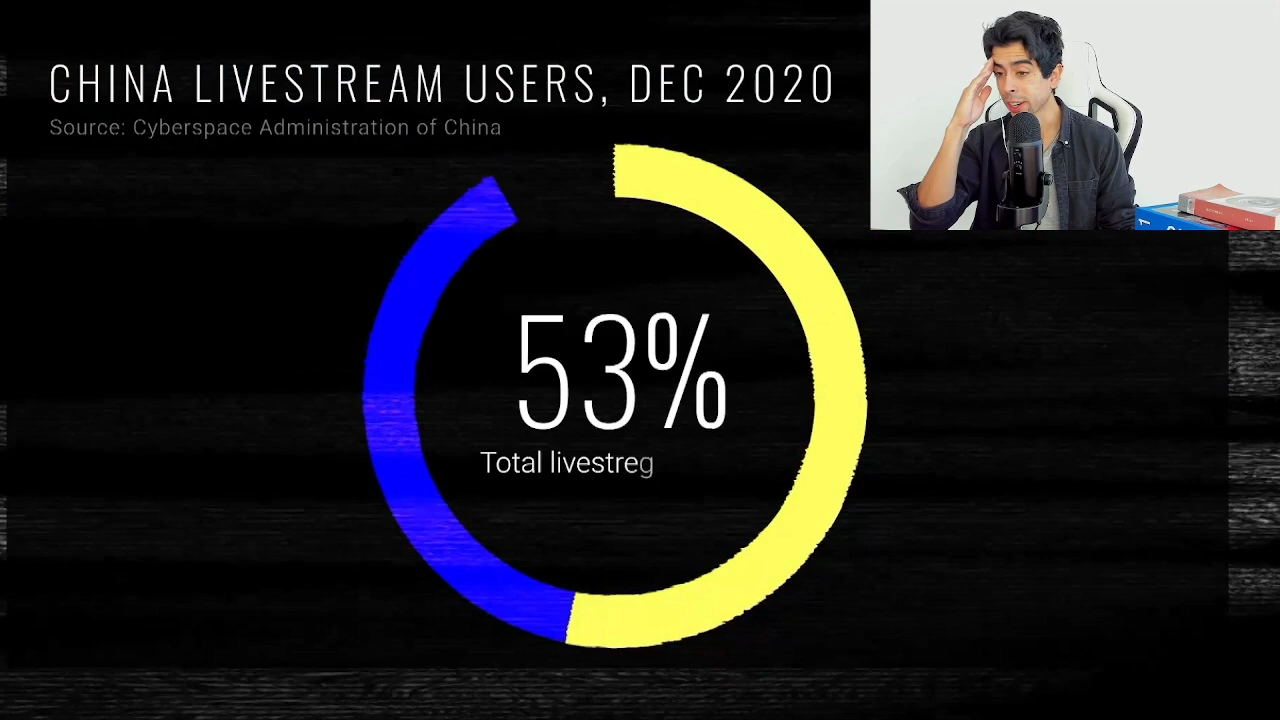 CHINA LIVESTREAM USERS, DEC 2020
Source: Cyberspace Administration of China
53%
Total livestreg